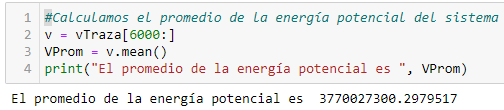 1 #Calculamos el promedio de la energía potencial del sistema
2 v = vTraza[6000:]
3 VProm = v.mean()
4 print("El promedio de la energía potencial es ", VProm)
El promedio de la energía potencial es  3770027300.2979517